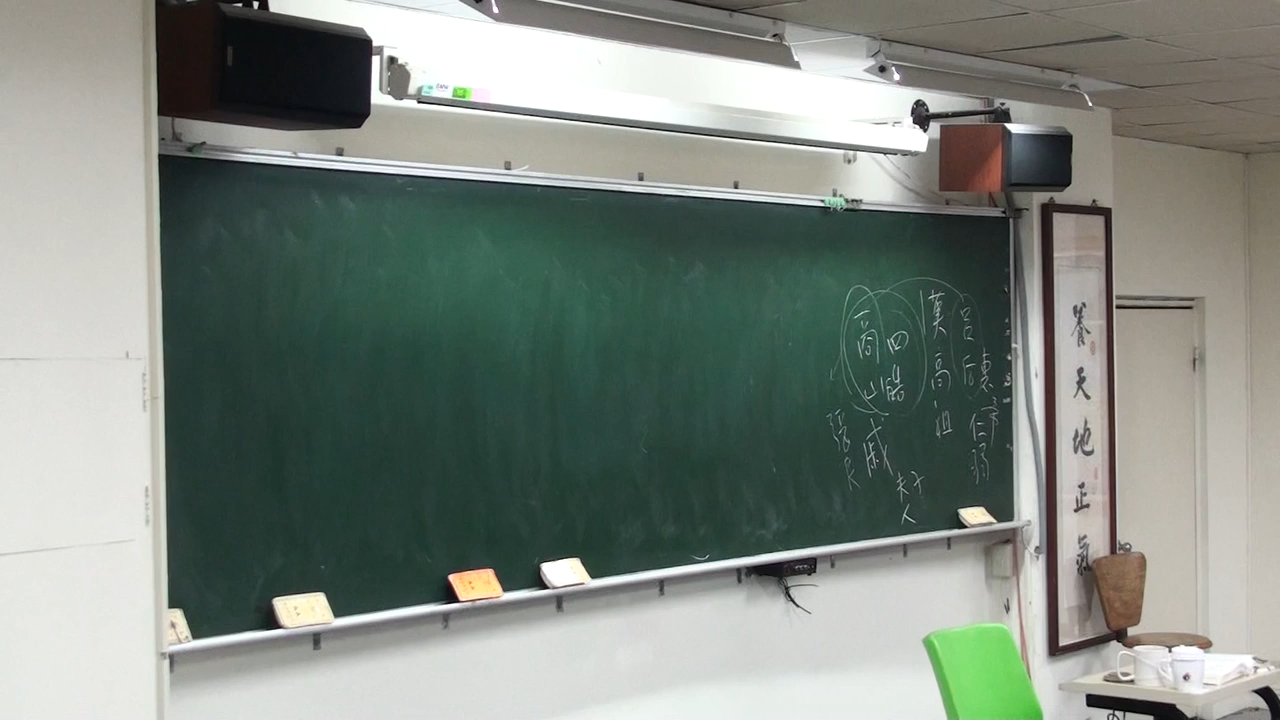 呂后
惠帝
仁弱
漢高祖
四皓
商山
戚
夫人
張良
養天地正氣